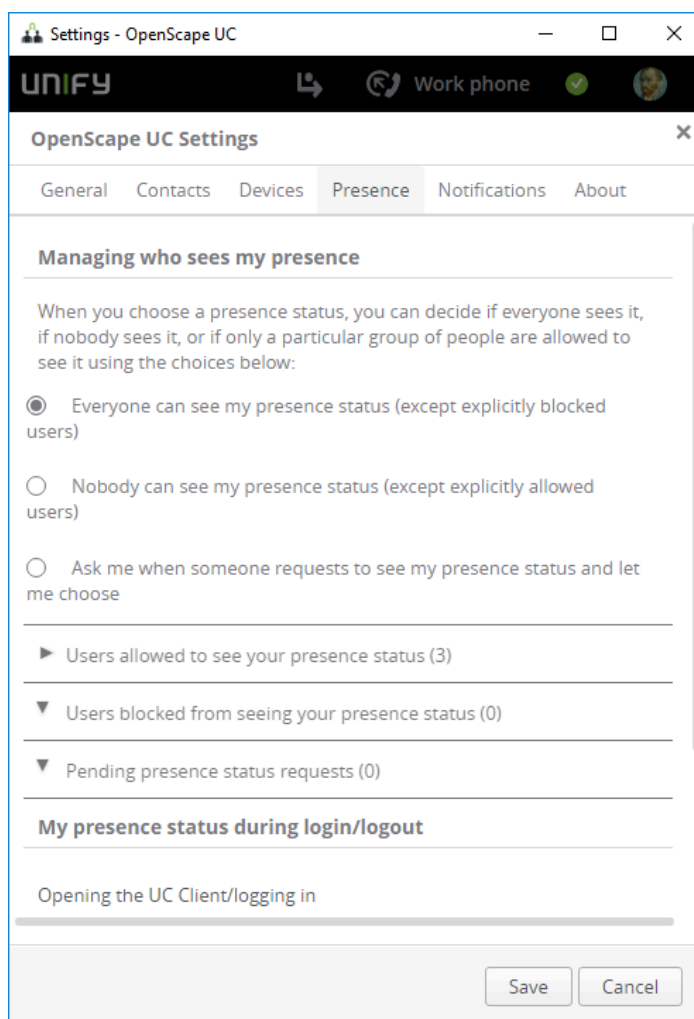 Settings - OpenScape UC
UNIFY
Work phone
OpenScape UC Settings
General Contacts Devices Presence Notifications About
Managing who sees my presence
When you choose a presence status, you can decide if everyone sees it,
if nobody sees it, or if only a particular group of people are allowed to
see it using the choices below:
Everyone can see my presence status (except explicitly blocked
users)
Nobody can see my presence status (except explicitly allowed
users)
Ask me when someone requests to see my presence status and let
me choose
Users allowed to see your presence status (3)
Users blocked from seeing your presence status (0)
Pending presence status requests (0)
My presence status during login/logout
Opening the UC Client/logging in
Save Cancel